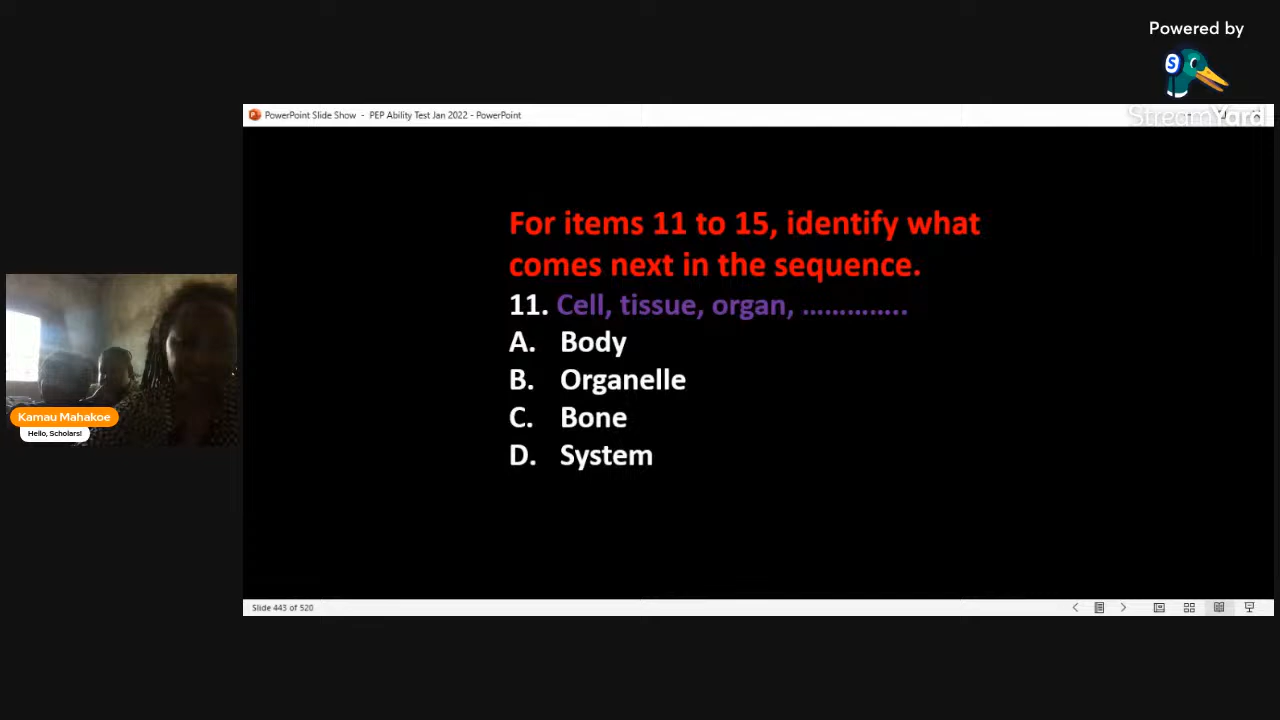 Powered by
StreamYard
PowerPoint Slide Show - PEP Ability Test Jan 2022 - PowerPoint
For items 11 to 15, identify what
comes next in the sequence.
11. Cell, tissue, organ, …………..
A. Body
B. Organelle
C. Bone
D. System
Kamau Mahakoe
Hello, Scholars!
Slide 443 of 520